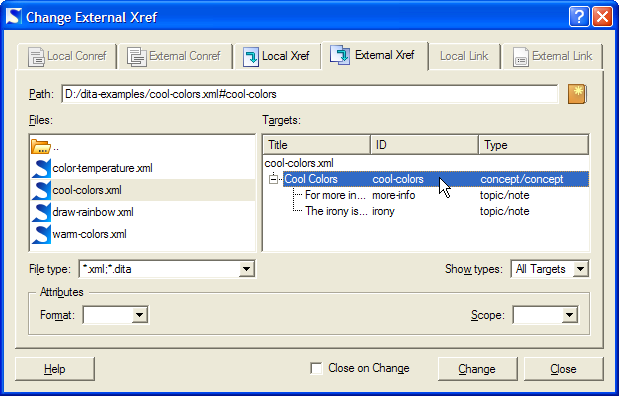 Change External Xref
Local Conref External Conref Local Xref External Xref Local Link External Link
Path: D:/dita-examples/cool-colors.xml#cool-colors
Files:
..
color-temperature.xml
cool-colors.xml
draw-rainbow.xml
warm-colors.xml
Targets:
Title ID Type
cool-colors.xml
Cool Colors cool-colors concept/concept
For more in... more-info topic/note
The irony is... irony topic/note
File type: *.xml;*.dita
Show types: All Targets
Attributes
Format:
Scope:
Help
Close on Change
Change
Close